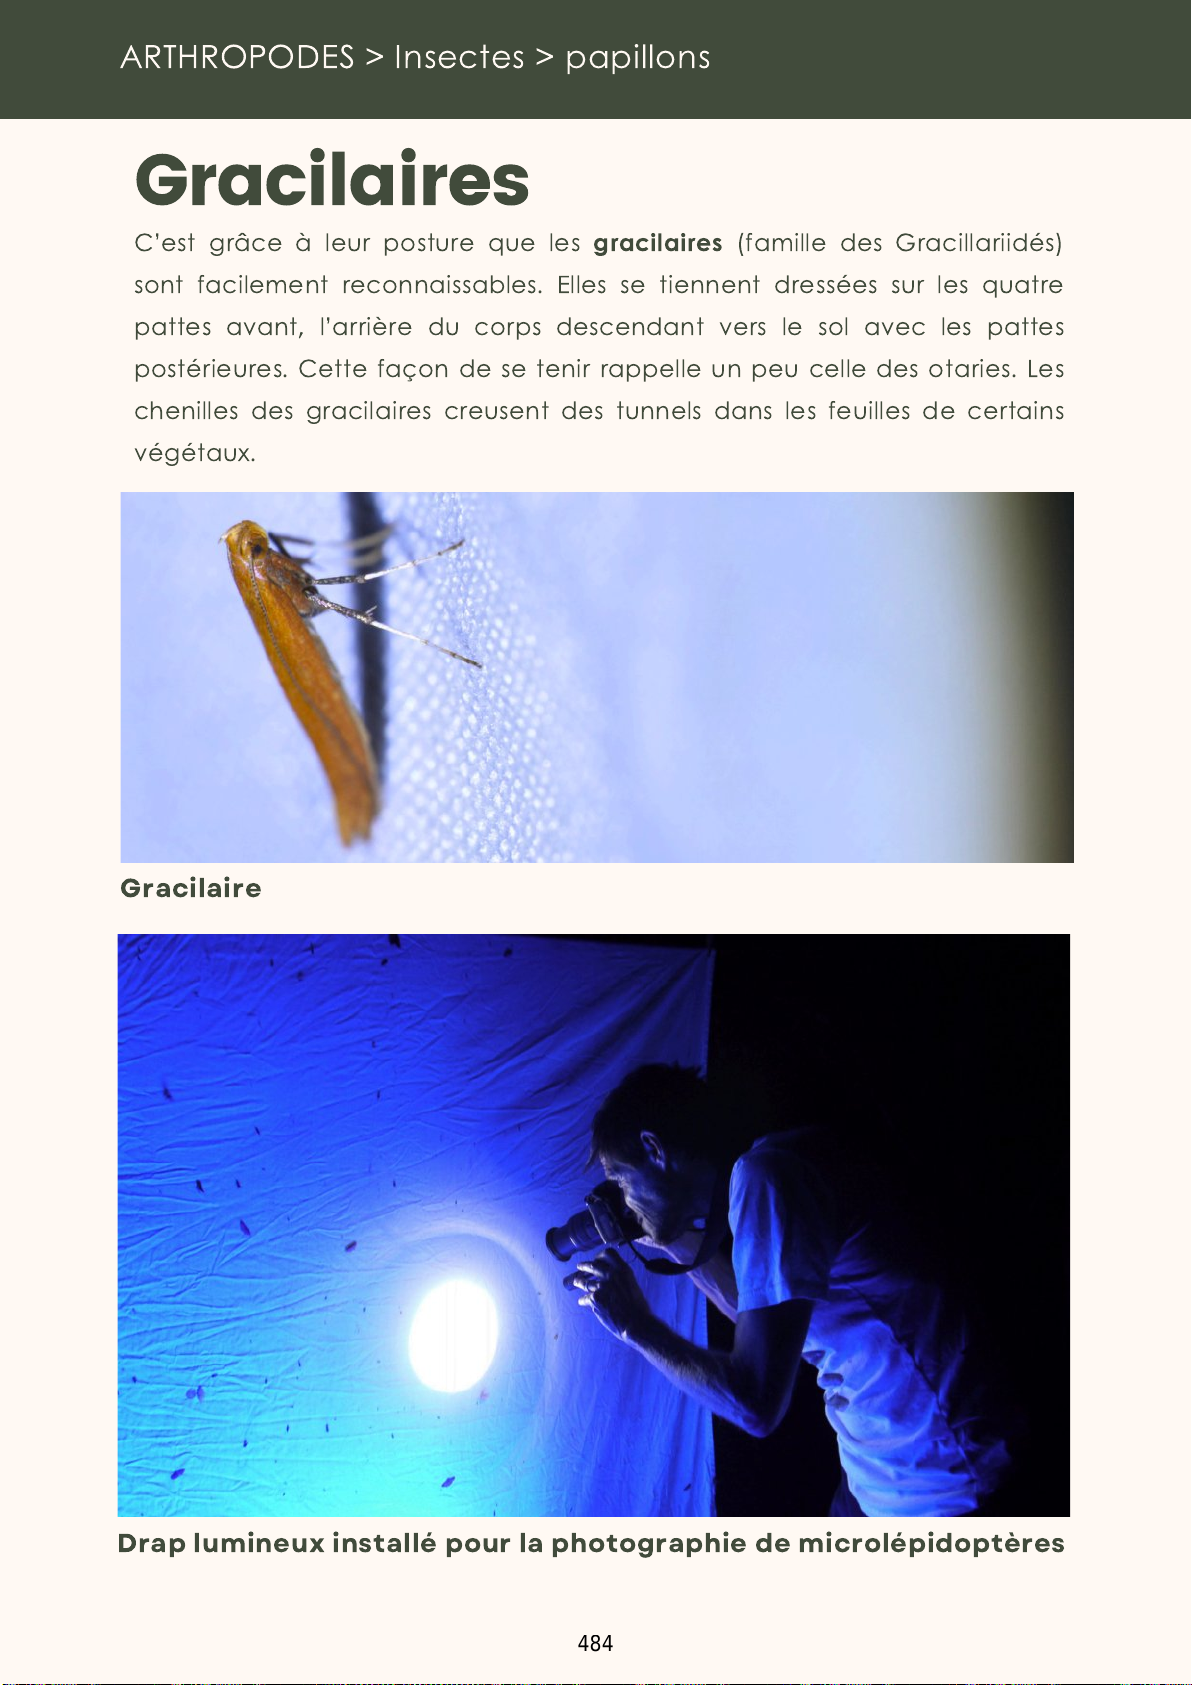 ARTHROPODES > Insectes > papillons
Gracilaires
C'est grâce à leur posture que les gracilaires (famille des Gracillariidés)
sont facilement reconnaissables. Elles se tiennent dressées sur les quatre
pattes avant, l'arrière du corps descendant vers le sol avec les pattes
postérieures. Cette façon de se tenir rappelle un peu celle des otaries. Les
chenilles des gracilaires creusent des tunnels dans les feuilles de certains
végétaux.
Gracilaire
Drap lumineux installé pour la photographie de microlépidoptères
484